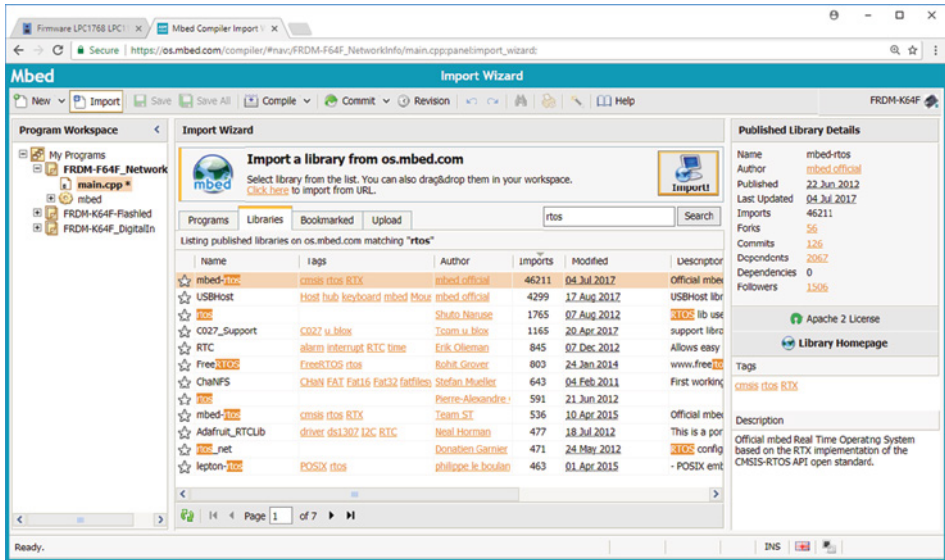 Firmware LPC1768 LPC11
Mbed Compiler Import
Secure https://os.mbed.com/compiler/#nav:/FRDM-F64F_NetworkInfo/main.cpp;panel:import_wizard;
Mbed
Import Wizard
New Import Save Save All Compile Commit Revision Help
FRDM-K64F
Program Workspace
My Programs
FRDM-F64F_Network
main.cpp *
mbed
FRDM-K64F-Flashled
FRDM-K64F_DigitalIn
Import Wizard
mbed
Import a library from os.mbed.com
Select library from the list. You can also drag&drop them in your workspace.
Click here to import from URL.
Import!
Programs Libraries Bookmarked Upload
rtos
Search
Listing published libraries on os.mbed.com matching "rtos"
Name Tags Author Imports Modified Description
mbed-rtos cmsis rtos RTX mbed official 46211 04 Jul 2017 Official mbed
USBHost Host hub keyboard mbed Mou mbed official 4299 17 Aug 2017 USBHost libr
rtos Shuto Naruse 1765 07 Aug 2012 RTOS lib use
C027_Support C027 u blox Team u blox 1165 20 Apr 2017 support libra
RTC alarm interrupt RTC time Erik Olieman 845 07 Dec 2012 Allows easy
FreeRTOS FreeRTOS rtos Rohit Grover 803 24 Jan 2014 www.freerto
ChaNFS CHaN FAT Fat16 Fat32 fatfiles Stefan Mueller 643 04 Feb 2011 First working
rtos Pierre-Alexandre 591 21 Jun 2012
mbed-rtos cmsis rtos RTX Team ST 536 10 Apr 2015 Official mbed
Adafruit_RTCLib driver ds1307 I2C RTC Neal Horman 477 18 Jul 2012 This is a por
rtos_net Donatien Garnier 471 24 May 2012 RTOS config
lepton-rtos POSIX rtos philippe le boulan 463 01 Apr 2015 - POSIX emb
Page 1 of 7
Published Library Details
Name mbed-rtos
Author mbed official
Published 22 Jun 2012
Last Updated 04 Jul 2017
Imports 46211
Forks 56
Commits 126
Dependents 2067
Dependencies 0
Followers 1506
Apache 2 License
Library Homepage
Tags
cmsis rtos RTX
Description
Official mbed Real Time Operatng System
based on the RTX implementation of the
CMSIS-RTOS API open standard.
Ready.
INS